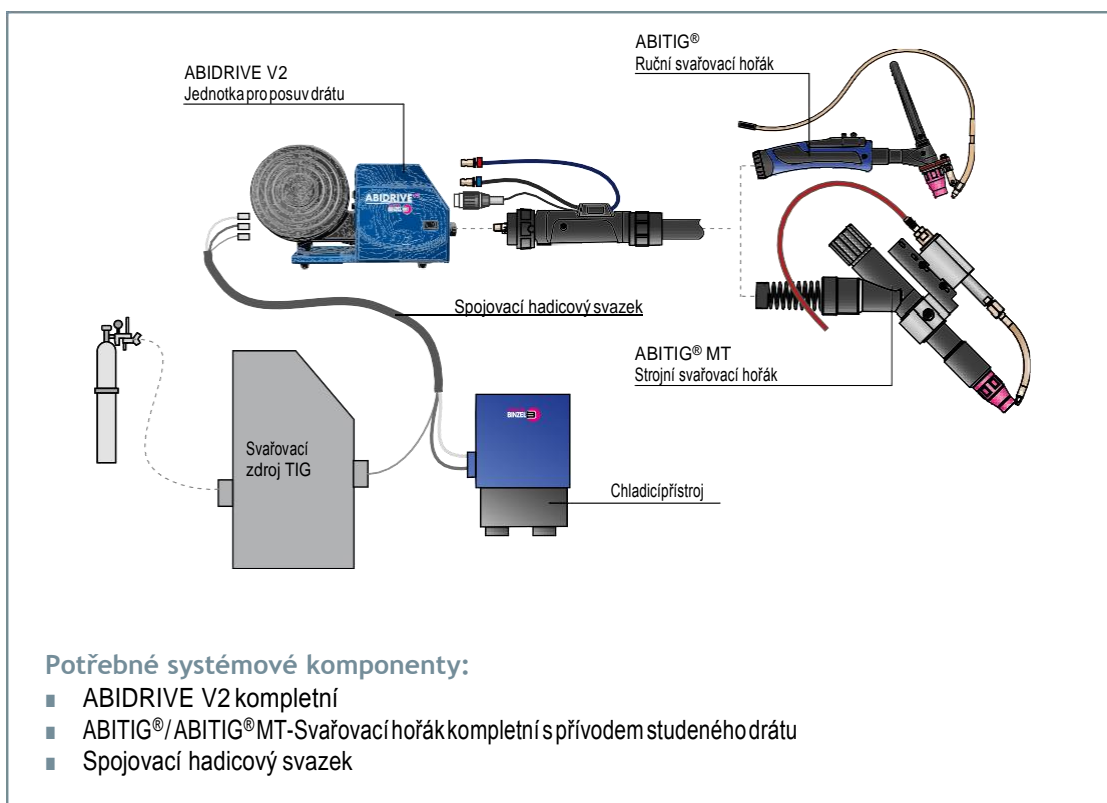 ABITIG®
Ruční svařovací hořák
ABIDRIVE V2
Jednotka pro posuv drátu
ABIDRIVE
BINZEL
Spojovací hadicový svazek
ABITIG® MT
Strojní svařovací hořák
BINZEL
Svařovací
zdroj TIG
Chladicí přístroj
Potřebné systémové komponenty:
■ ABIDRIVE V2 kompletní
■ ABITIG®/ ABITIG® MT-Svařovací hořák kompletní s přívodem studeného drátu
■ Spojovací hadicový svazek